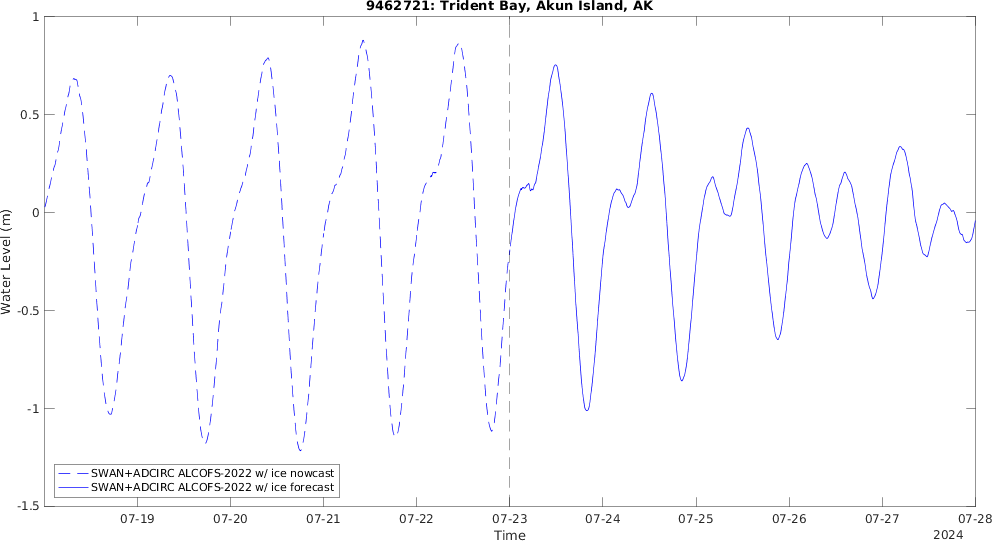 9462721: Trident Bay, Akun Island, AK
Water Level (m)
1
0.5
0
-0.5
-1
-1.5
SWAN+ADCIRC ALCOFS-2022 w/ ice nowcast
SWAN+ADCIRC ALCOFS-2022 w/ ice forecast
07-19 07-20 07-21 07-22 07-23 07-24 07-25 07-26 07-27 07-28
Time
2024